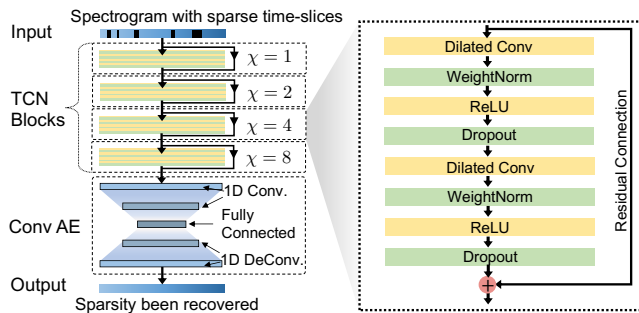 Spectrogram with sparse time-slices
Input
TCN
Blocks
χ = 1
χ = 2
χ = 4
χ = 8
Conv AE
1D Conv.
Fully
Connected
1D DeConv.
Output
Sparsity been recovered
Dilated Conv
WeightNorm
ReLU
Dropout
Dilated Conv
WeightNorm
ReLU
Dropout
+
Residual Connection